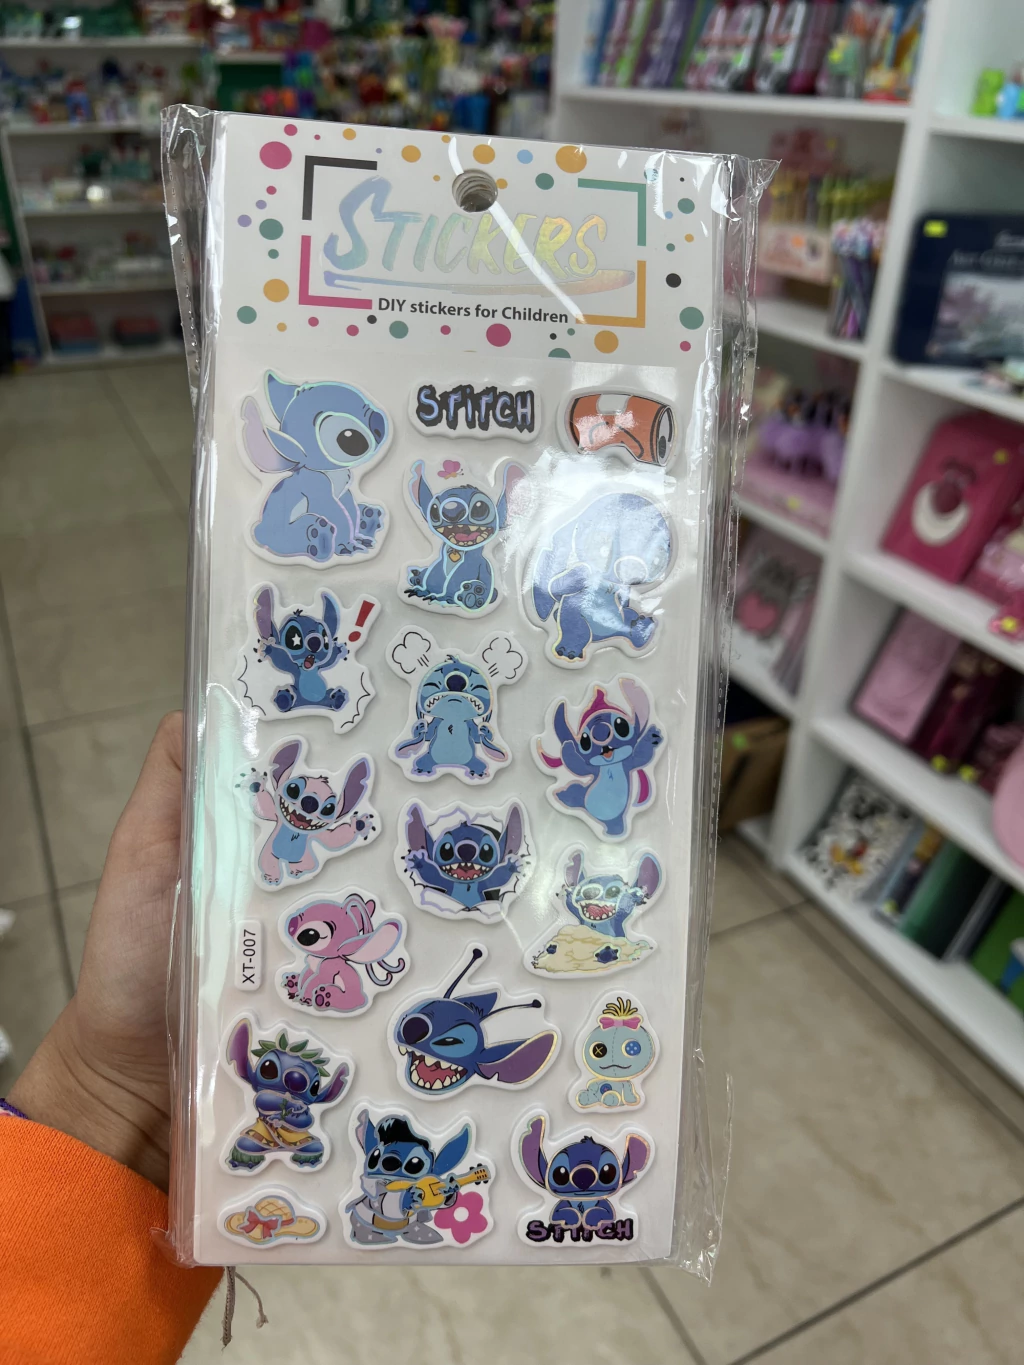 STICKERS
DIY stickers for Children
STITCH
XT-007
STITCH